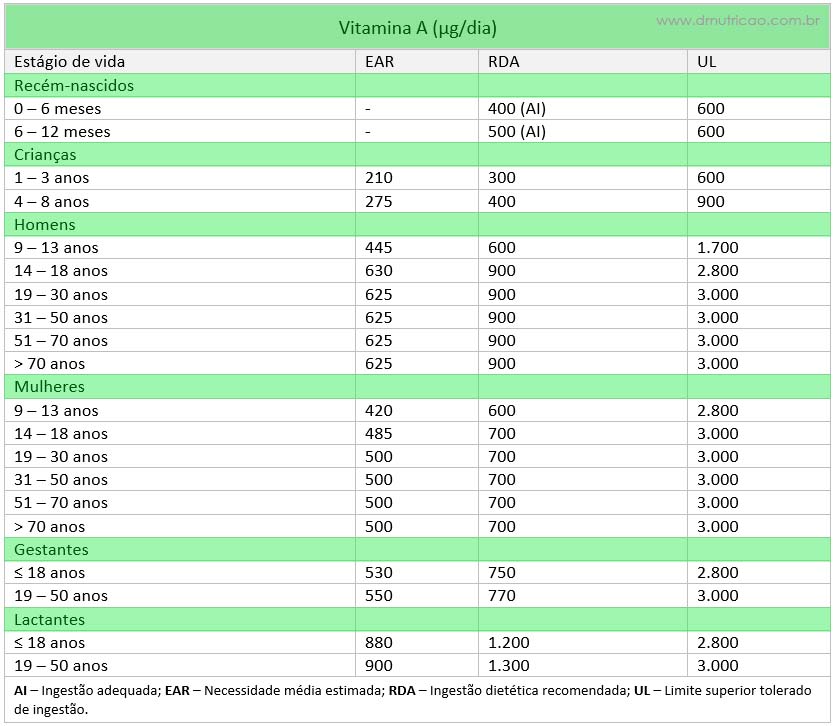 www.drnutricao.com.br
Vitamina A (µg/dia)
Estágio de vida EAR RDA UL
Recém-nascidos
0 – 6 meses - 400 (AI) 600
6 – 12 meses - 500 (AI) 600
Crianças
1 – 3 anos 210 300 600
4 – 8 anos 275 400 900
Homens
9 – 13 anos 445 600 1.700
14 – 18 anos 630 900 2.800
19 – 30 anos 625 900 3.000
31 – 50 anos 625 900 3.000
51 – 70 anos 625 900 3.000
> 70 anos 625 900 3.000
Mulheres
9 – 13 anos 420 600 2.800
14 – 18 anos 485 700 3.000
19 – 30 anos 500 700 3.000
31 – 50 anos 500 700 3.000
51 – 70 anos 500 700 3.000
> 70 anos 500 700 3.000
Gestantes
≤ 18 anos 530 750 2.800
19 – 50 anos 550 770 3.000
Lactantes
≤ 18 anos 880 1.200 2.800
19 – 50 anos 900 1.300 3.000
AI – Ingestão adequada; EAR – Necessidade média estimada; RDA – Ingestão dietética recomendada; UL – Limite superior tolerado
de ingestão.